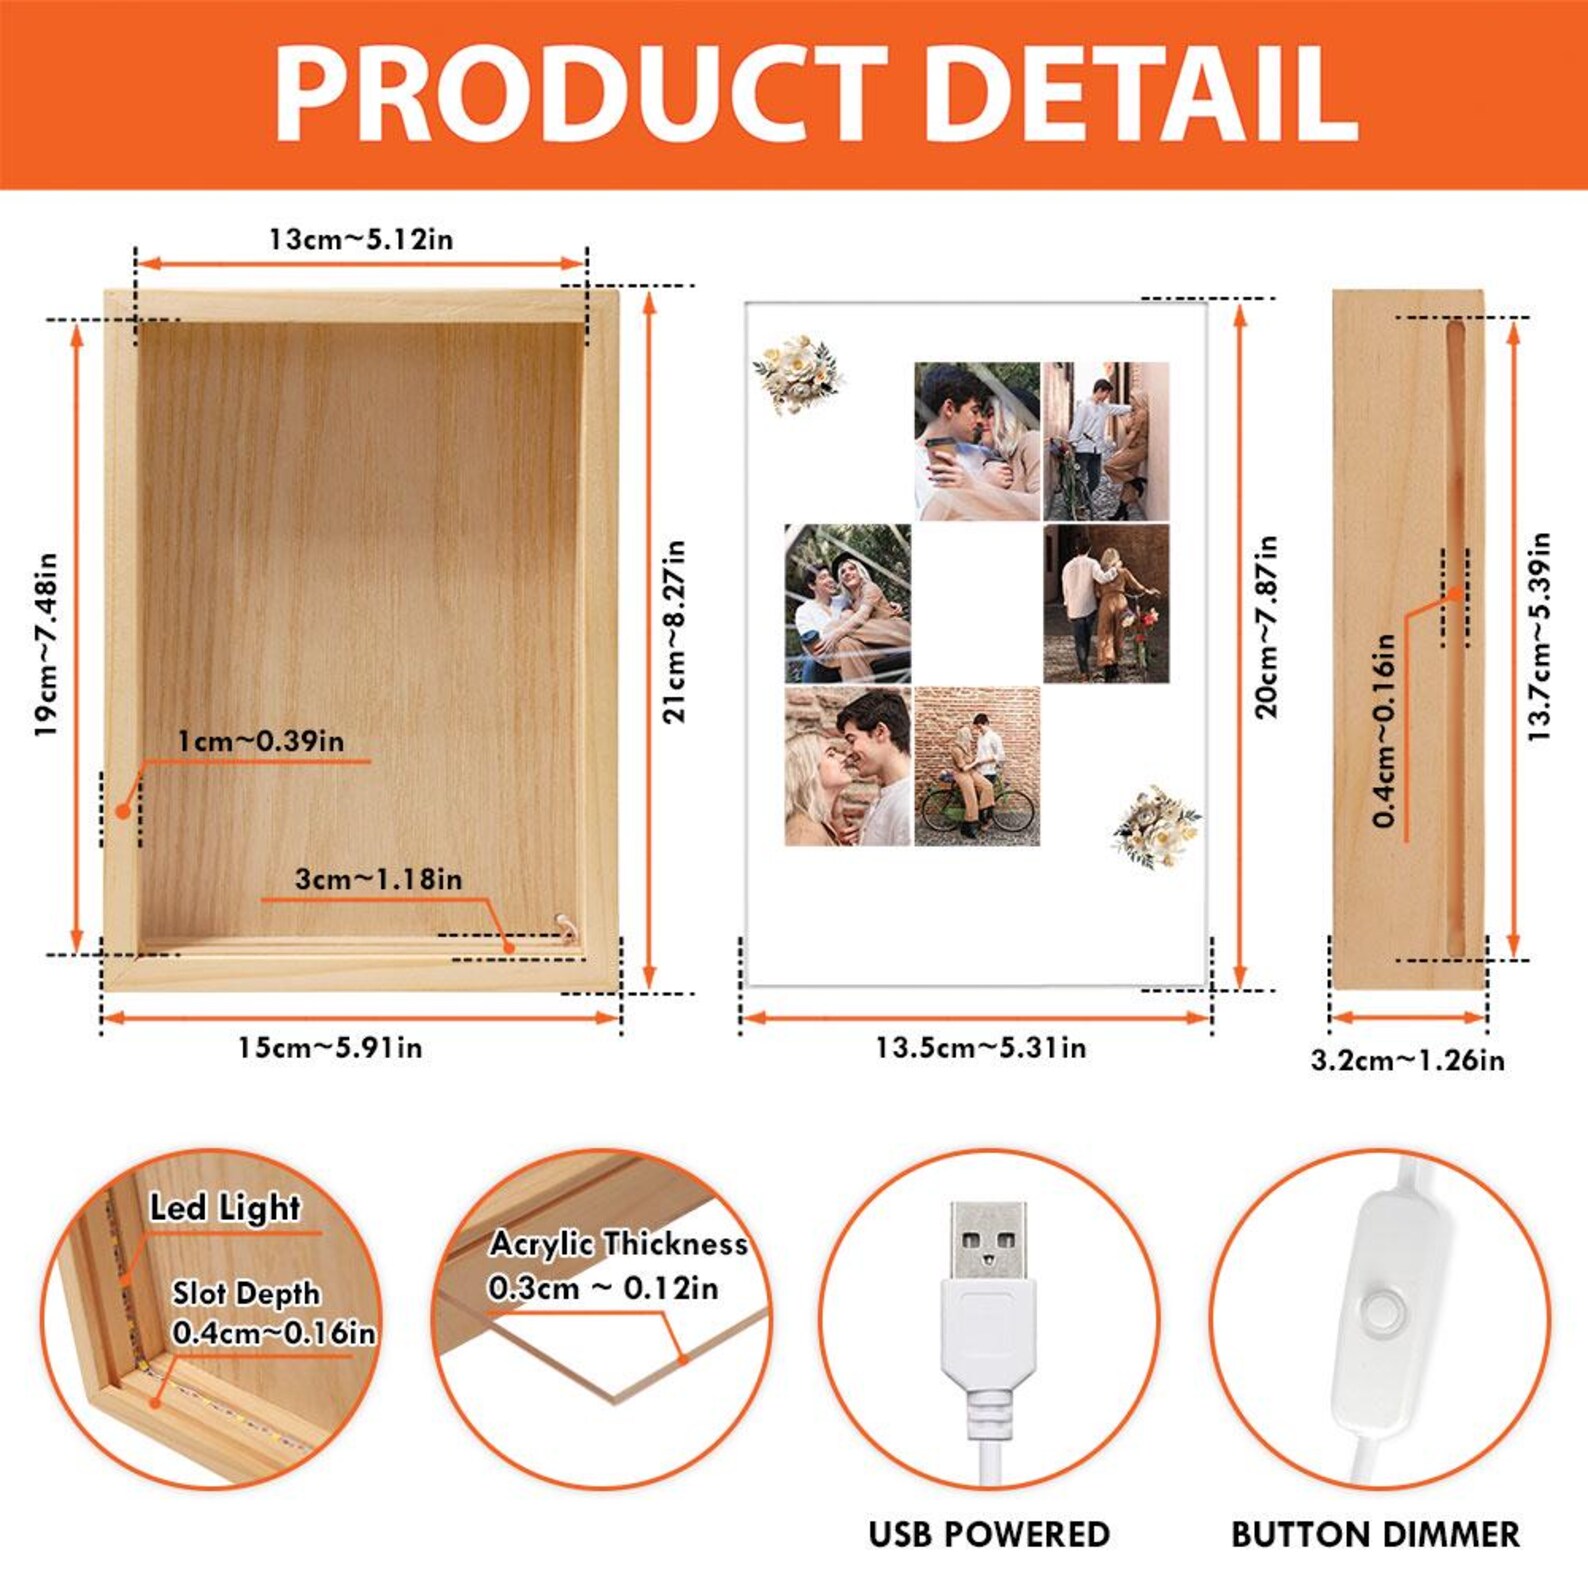 PRODUCT DETAIL
13cm~5.12in
19cm~7.48in
21cm~8.27in
1cm~0.39in
3cm~1.18in
15cm~5.91in
20cm~7.87in
13.5cm~5.31in
0.4cm~0.16in
13.7cm~5.39in
3.2cm~1.26in
Led Light
Slot Depth
0.4cm~0.16in
Acrylic Thickness
0.3cm ~ 0.12in
USB POWERED
BUTTON DIMMER